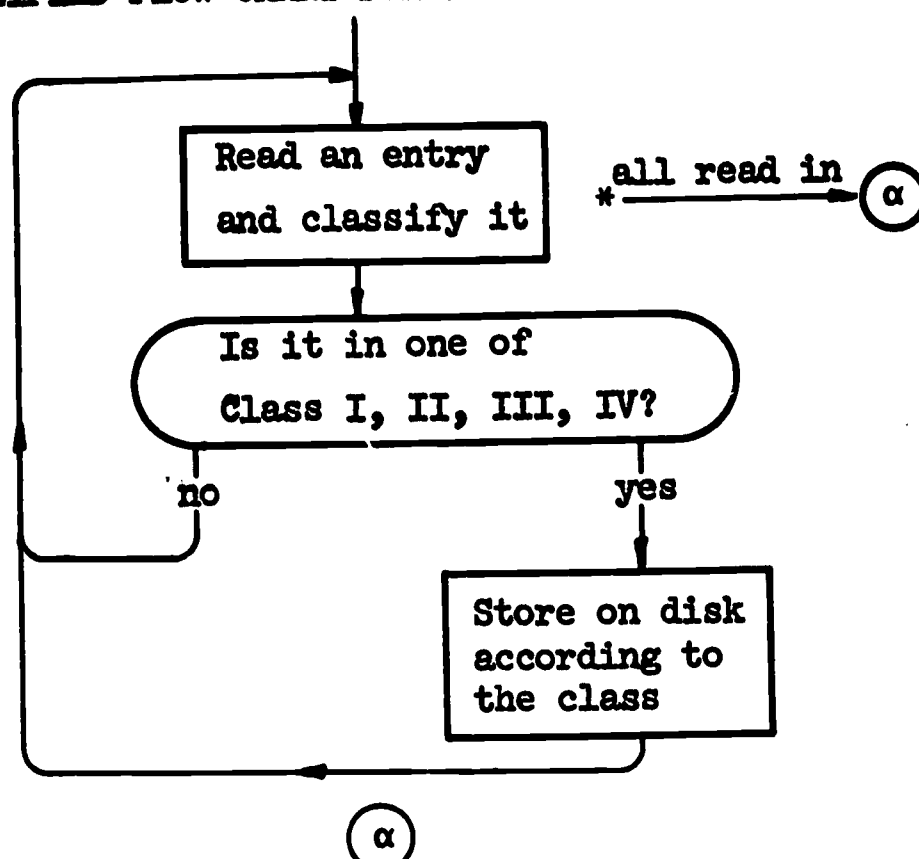 Read an entry
and classify it
*all read in
α
Is it in one of
Class I, II, III, IV?
no
yes
Store on disk
according to
the class
α